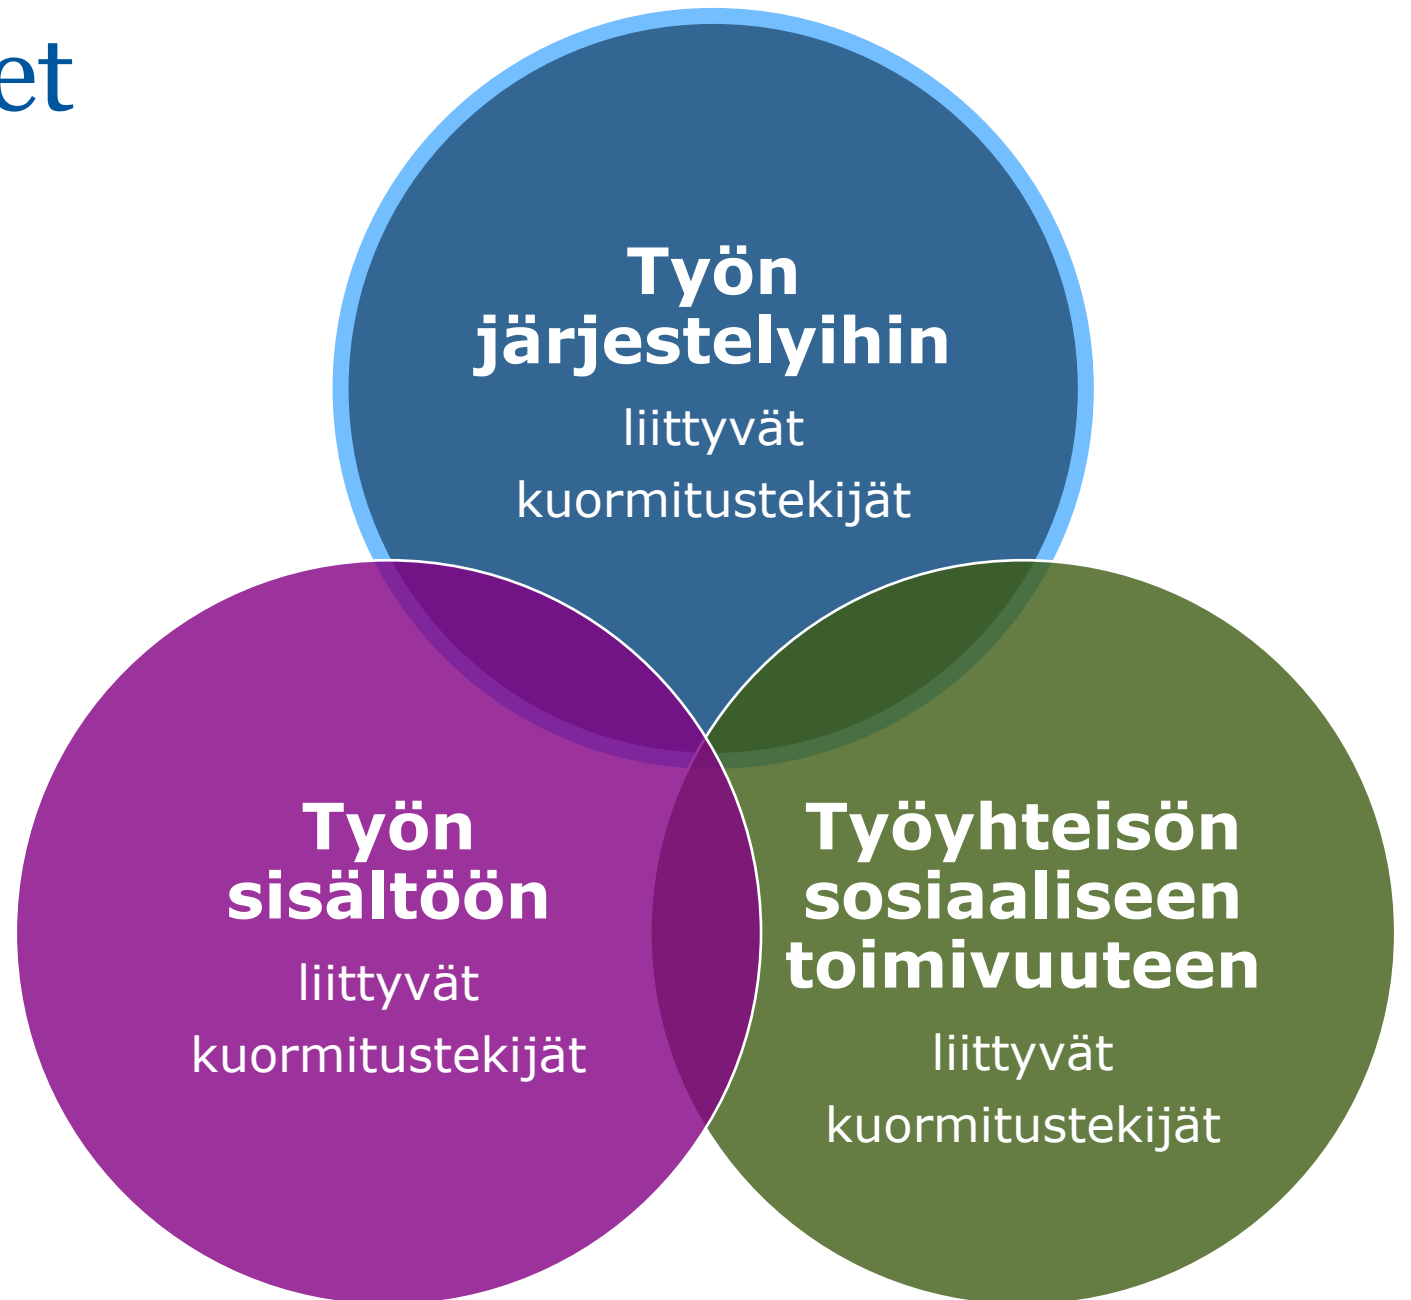 et
Työn
järjestelyihin
liittyvät
kuormitustekijät
Työn
sisältöön
liittyvät
kuormitustekijät
Työyhteisön
sosiaaliseen
toimivuuteen
liittyvät
kuormitustekijät